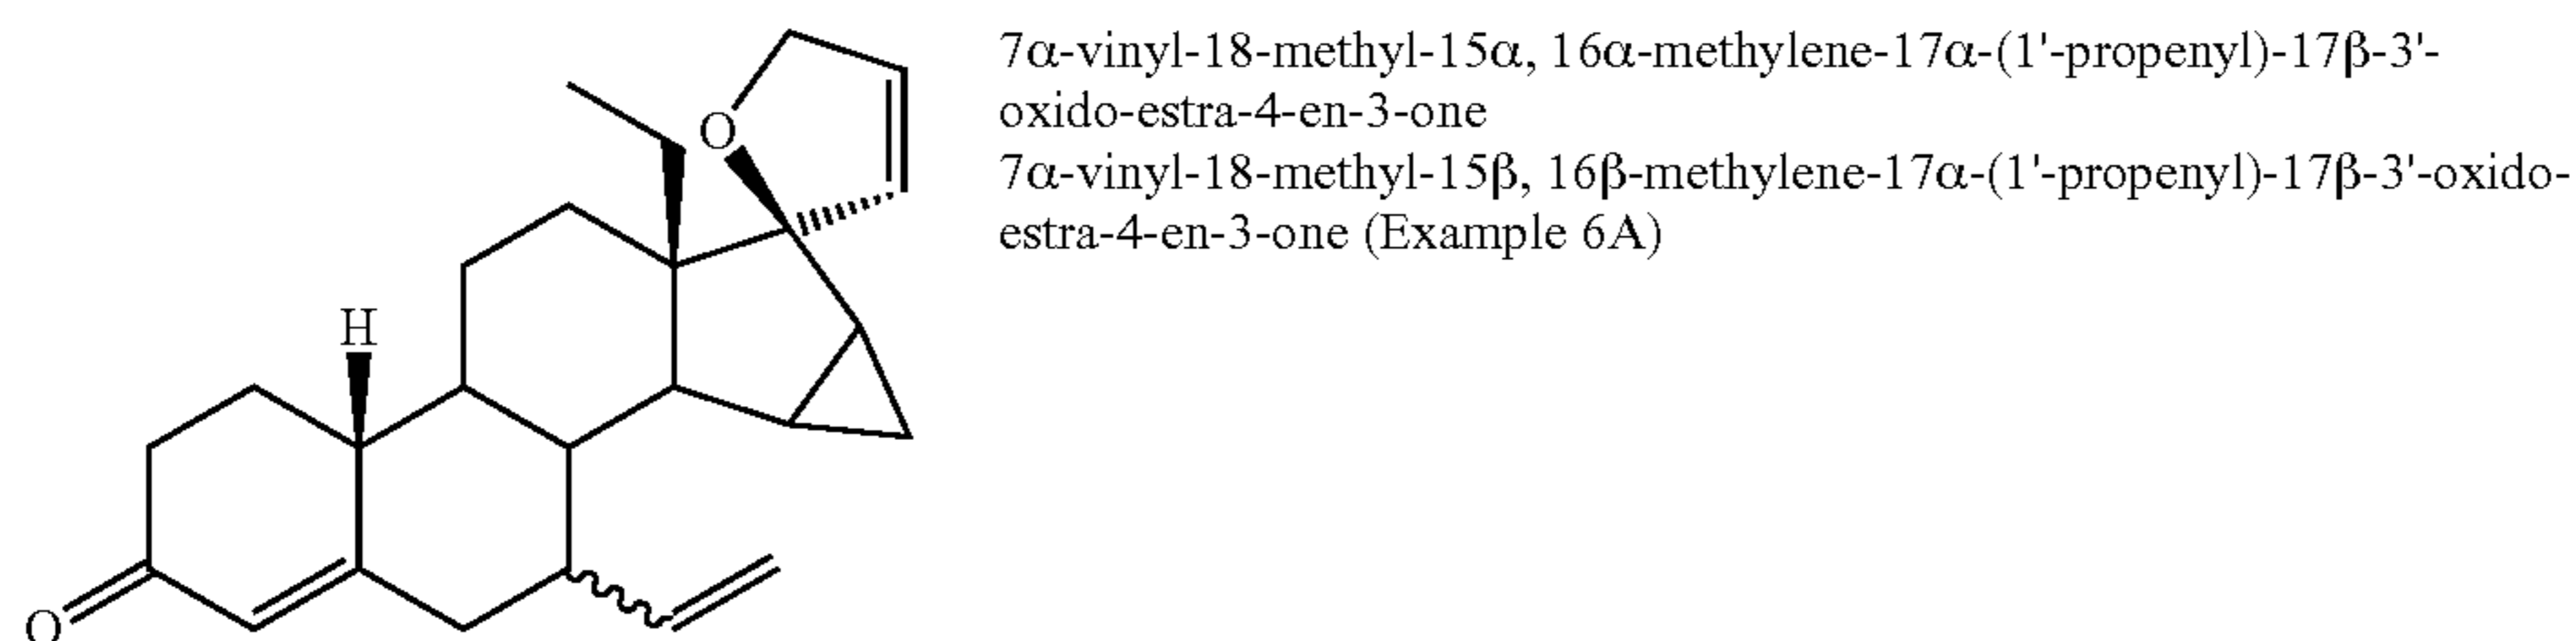 7α-vinyl-18-methyl-15α, 16α-methylene-17α-(1'-propenyl)-17β-3'-
oxido-estra-4-en-3-one
7α-vinyl-18-methyl-15β, 16β-methylene-17α-(1'-propenyl)-17β-3'-oxido-
estra-4-en-3-one (Example 6A)
O
H
O